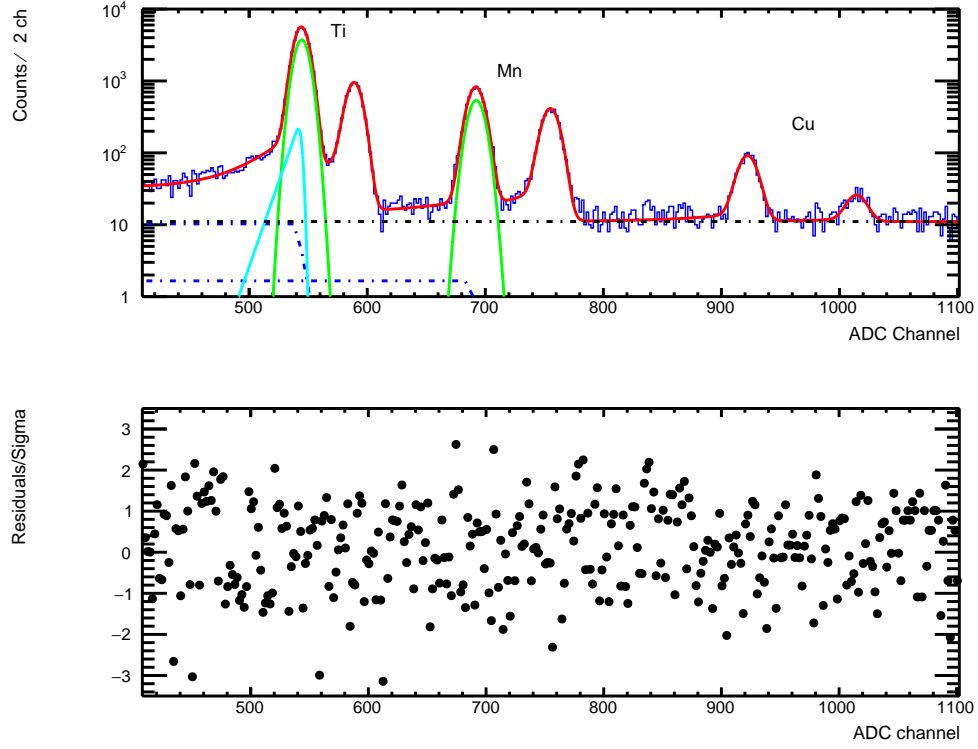 10^4
Counts/ 2 ch
Ti
Mn
10^3
Cu
10^2
10
1
500 600 700 800 900 1000 1100
ADC Channel
Residuals/Sigma
3
2
1
0
−1
−2
−3
500 600 700 800 900 1000 1100
ADC channel